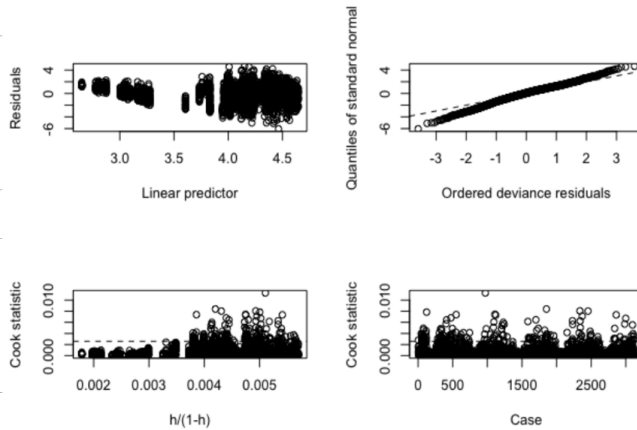 Residuals
4
0
-6
3.0 3.5 4.0 4.5
Linear predictor
Quantiles of standard normal
4
0
-6
-3 -2 -1 0 1 2 3
Ordered deviance residuals
Cook statistic
0.010
0.000
0.002 0.003 0.004 0.005
h/(1-h)
Cook statistic
0.010
0.000
0 500 1500 2500
Case